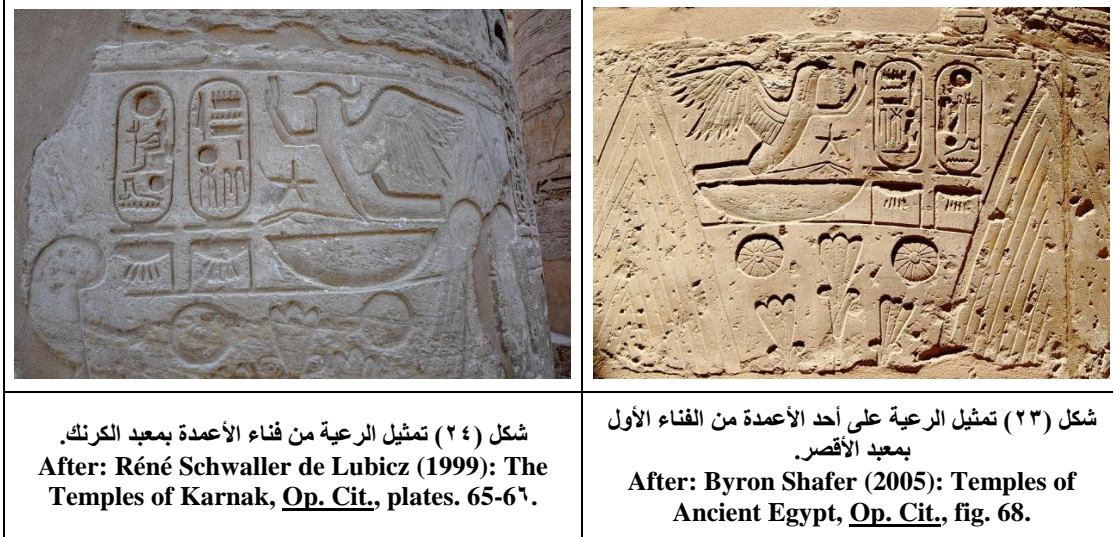 شكل (٢٣) تمثيل الرعية على أحد الأعمدة من الفناء الأول
بمعبد الأقصر.
After: Byron Shafer (2005): Temples of
Ancient Egypt, Op. Cit., fig. 68.
شكل (٢٤) تمثيل الرعية من فناء الأعمدة بمعبد الكرنك.
After: Réné Schwaller de Lubicz (1999): The
Temples of Karnak, Op. Cit., plates. 65-6٦.